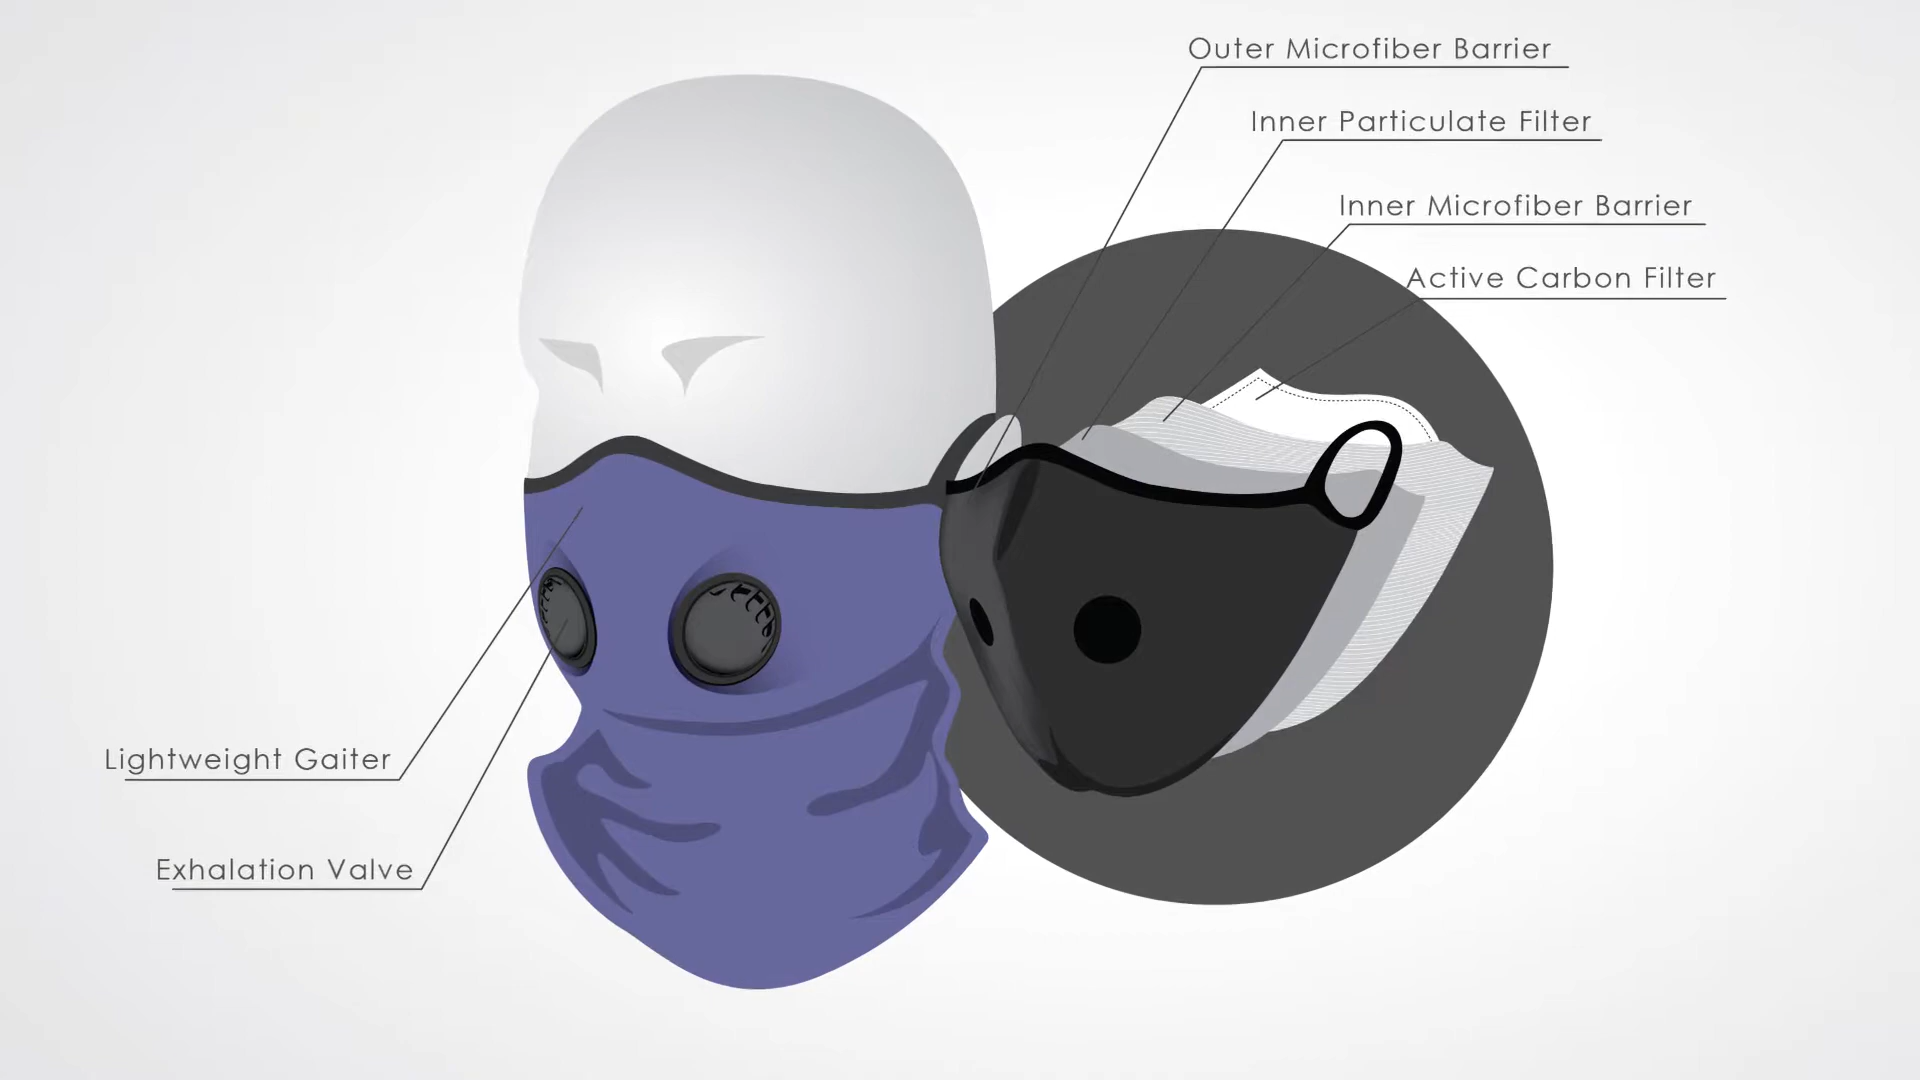 Outer Microfiber Barrier
Inner Particulate Filter
Inner Microfiber Barrier
Active Carbon Filter
Lightweight Gaiter
Exhalation Valve